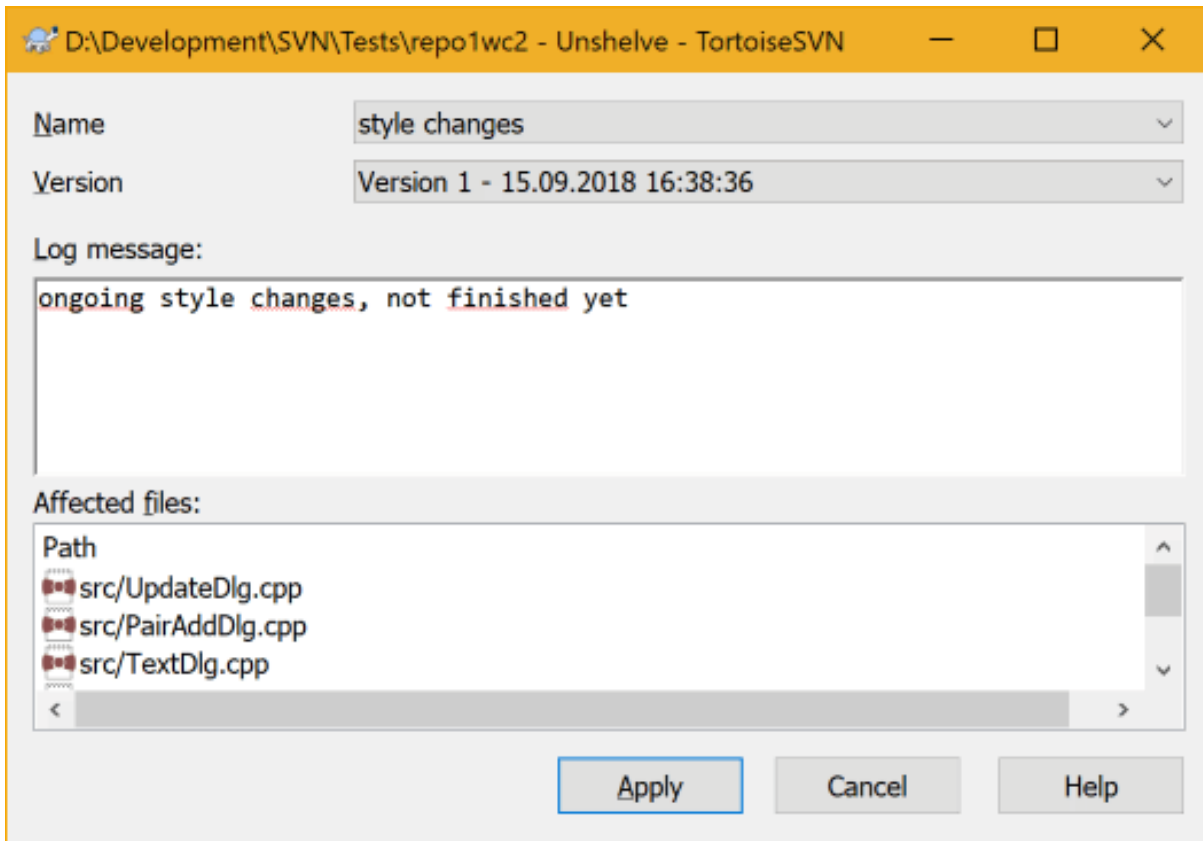 D:\Development\SVN\Tests\repo1wc2 - Unshelve - TortoiseSVN
Name
style changes
Version
Version 1 - 15.09.2018 16:38:36
Log message:
ongoing style changes, not finished yet
Affected files:
Path
src/UpdateDlg.cpp
src/PairAddDlg.cpp
src/TextDlg.cpp
Apply
Cancel
Help